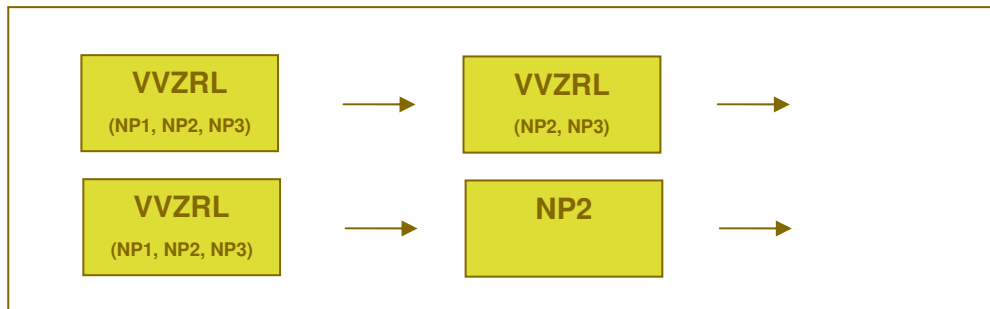 VVZRL
(NP1, NP2, NP3)
VVZRL
(NP2, NP3)
VVZRL
(NP1, NP2, NP3)
NP2